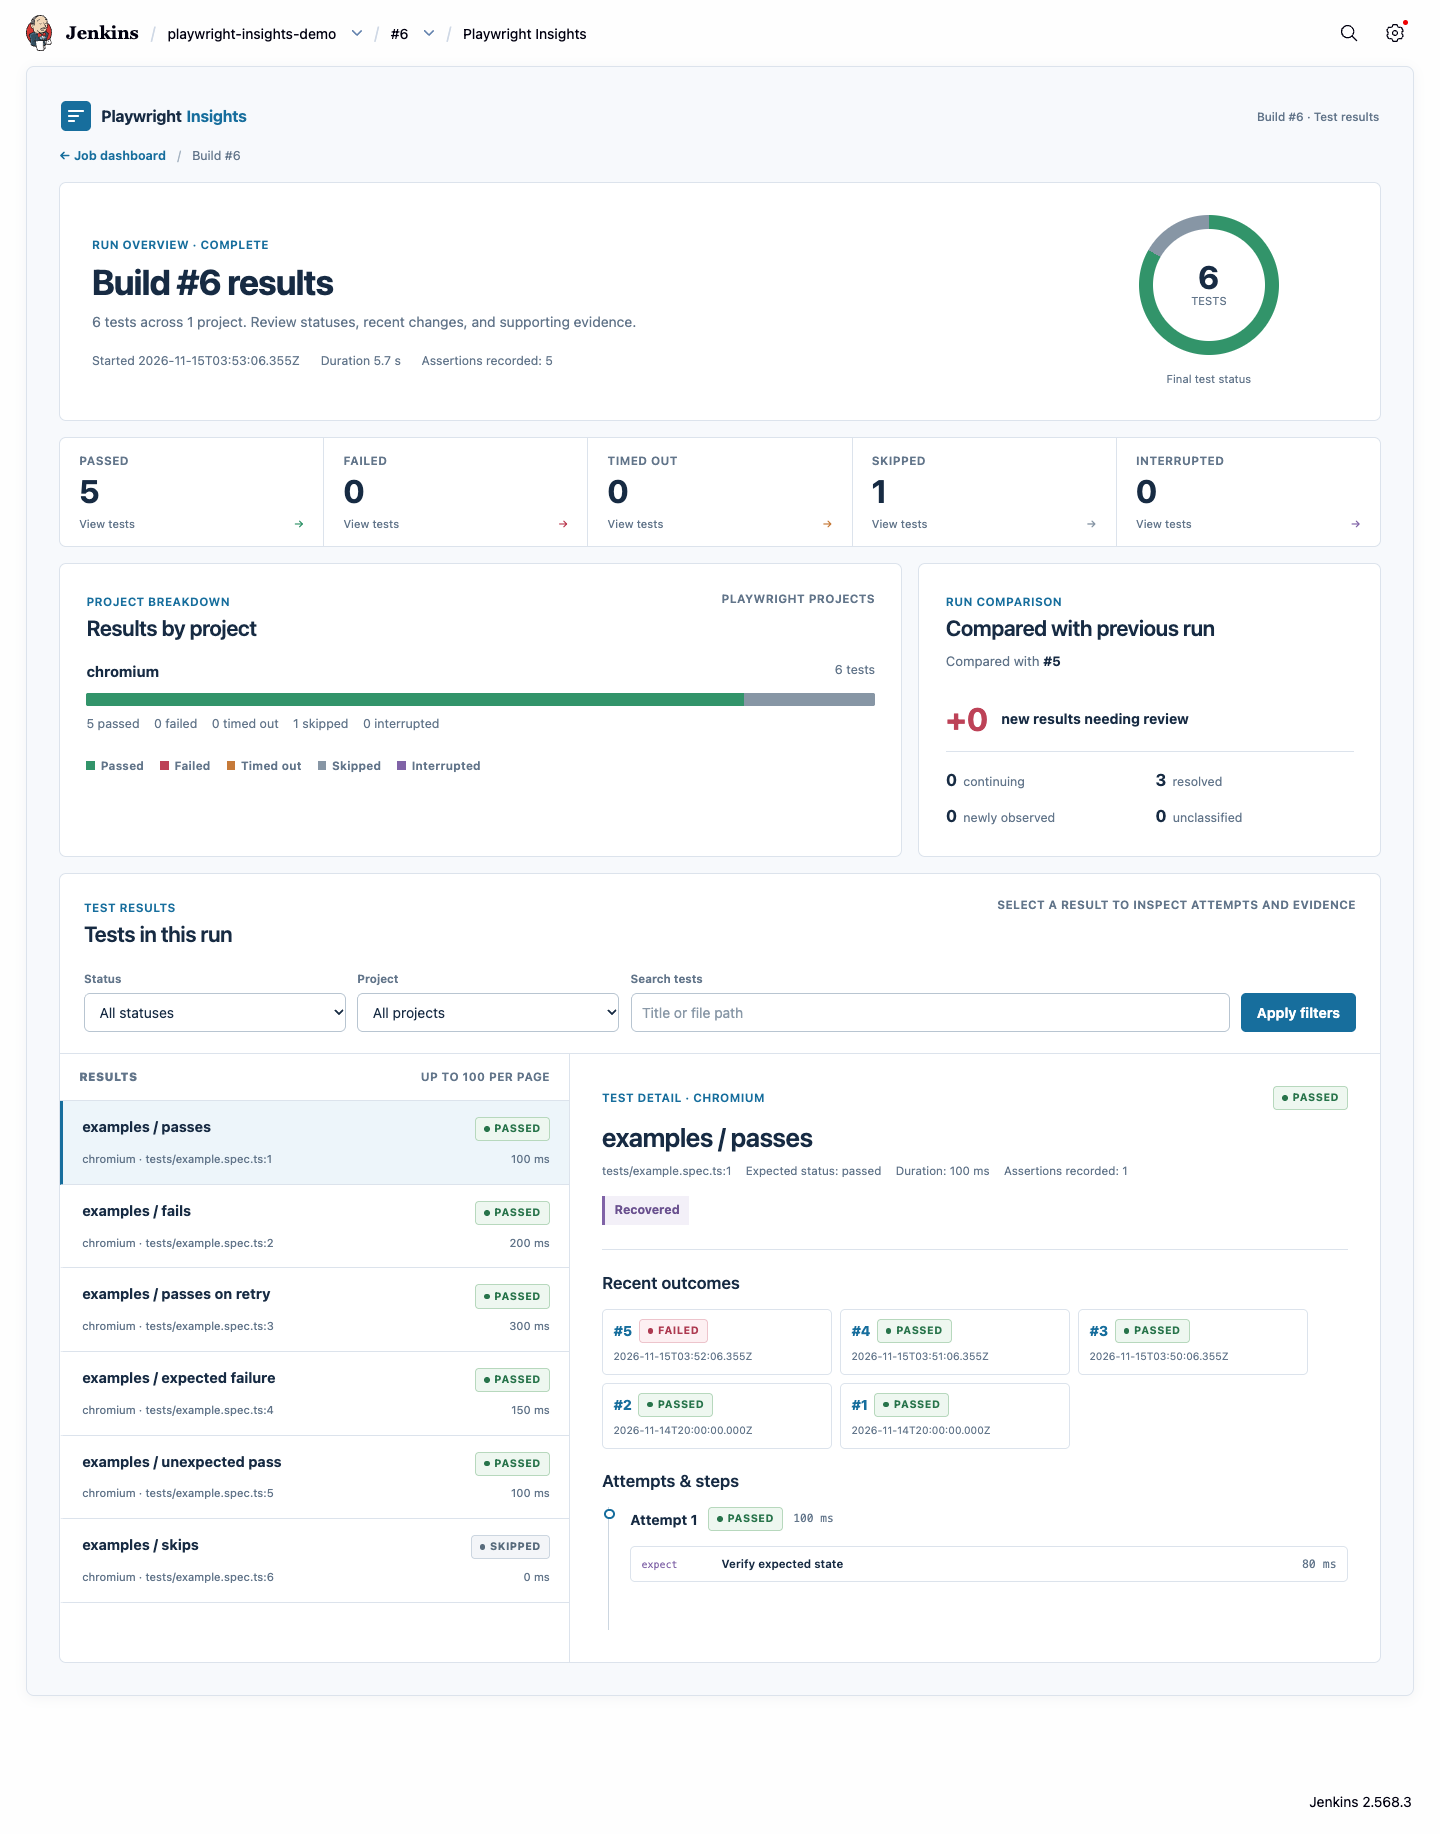 Jenkins / playwright-insights-demo / #6 / Playwright Insights
Playwright Insights
Build #6 · Test results
← Job dashboard / Build #6
RUN OVERVIEW · COMPLETE
Build #6 results
6 tests across 1 project. Review statuses, recent changes, and supporting evidence.
Started 2026-11-15T03:53:06.355Z Duration 5.7 s Assertions recorded: 5
6
TESTS
Final test status
PASSED
5
View tests →
FAILED
0
View tests →
TIMED OUT
0
View tests →
SKIPPED
1
View tests →
INTERRUPTED
0
View tests →
PROJECT BREAKDOWN
PLAYWRIGHT PROJECTS
Results by project
chromium
6 tests
5 passed 0 failed 0 timed out 1 skipped 0 interrupted
Passed Failed Timed out Skipped Interrupted
RUN COMPARISON
Compared with previous run
Compared with #5
+0 new results needing review
0 continuing
3 resolved
0 newly observed
0 unclassified
TEST RESULTS
SELECT A RESULT TO INSPECT ATTEMPTS AND EVIDENCE
Tests in this run
Status
All statuses
Project
All projects
Search tests
Title or file path
Apply filters
RESULTS
UP TO 100 PER PAGE
examples / passes
PASSED
chromium · tests/example.spec.ts:1
100 ms
examples / fails
PASSED
chromium · tests/example.spec.ts:2
200 ms
examples / passes on retry
PASSED
chromium · tests/example.spec.ts:3
300 ms
examples / expected failure
PASSED
chromium · tests/example.spec.ts:4
150 ms
examples / unexpected pass
PASSED
chromium · tests/example.spec.ts:5
100 ms
examples / skips
SKIPPED
chromium · tests/example.spec.ts:6
0 ms
TEST DETAIL · CHROMIUM
PASSED
examples / passes
tests/example.spec.ts:1 Expected status: passed Duration: 100 ms Assertions recorded: 1
Recovered
Recent outcomes
#5 FAILED
2026-11-15T03:52:06.355Z
#4 PASSED
2026-11-15T03:51:06.355Z
#3 PASSED
2026-11-15T03:50:06.355Z
#2 PASSED
2026-11-14T20:00:00.000Z
#1 PASSED
2026-11-14T20:00:00.000Z
Attempts & steps
Attempt 1 PASSED 100 ms
expect Verify expected state 80 ms
Jenkins 2.568.3